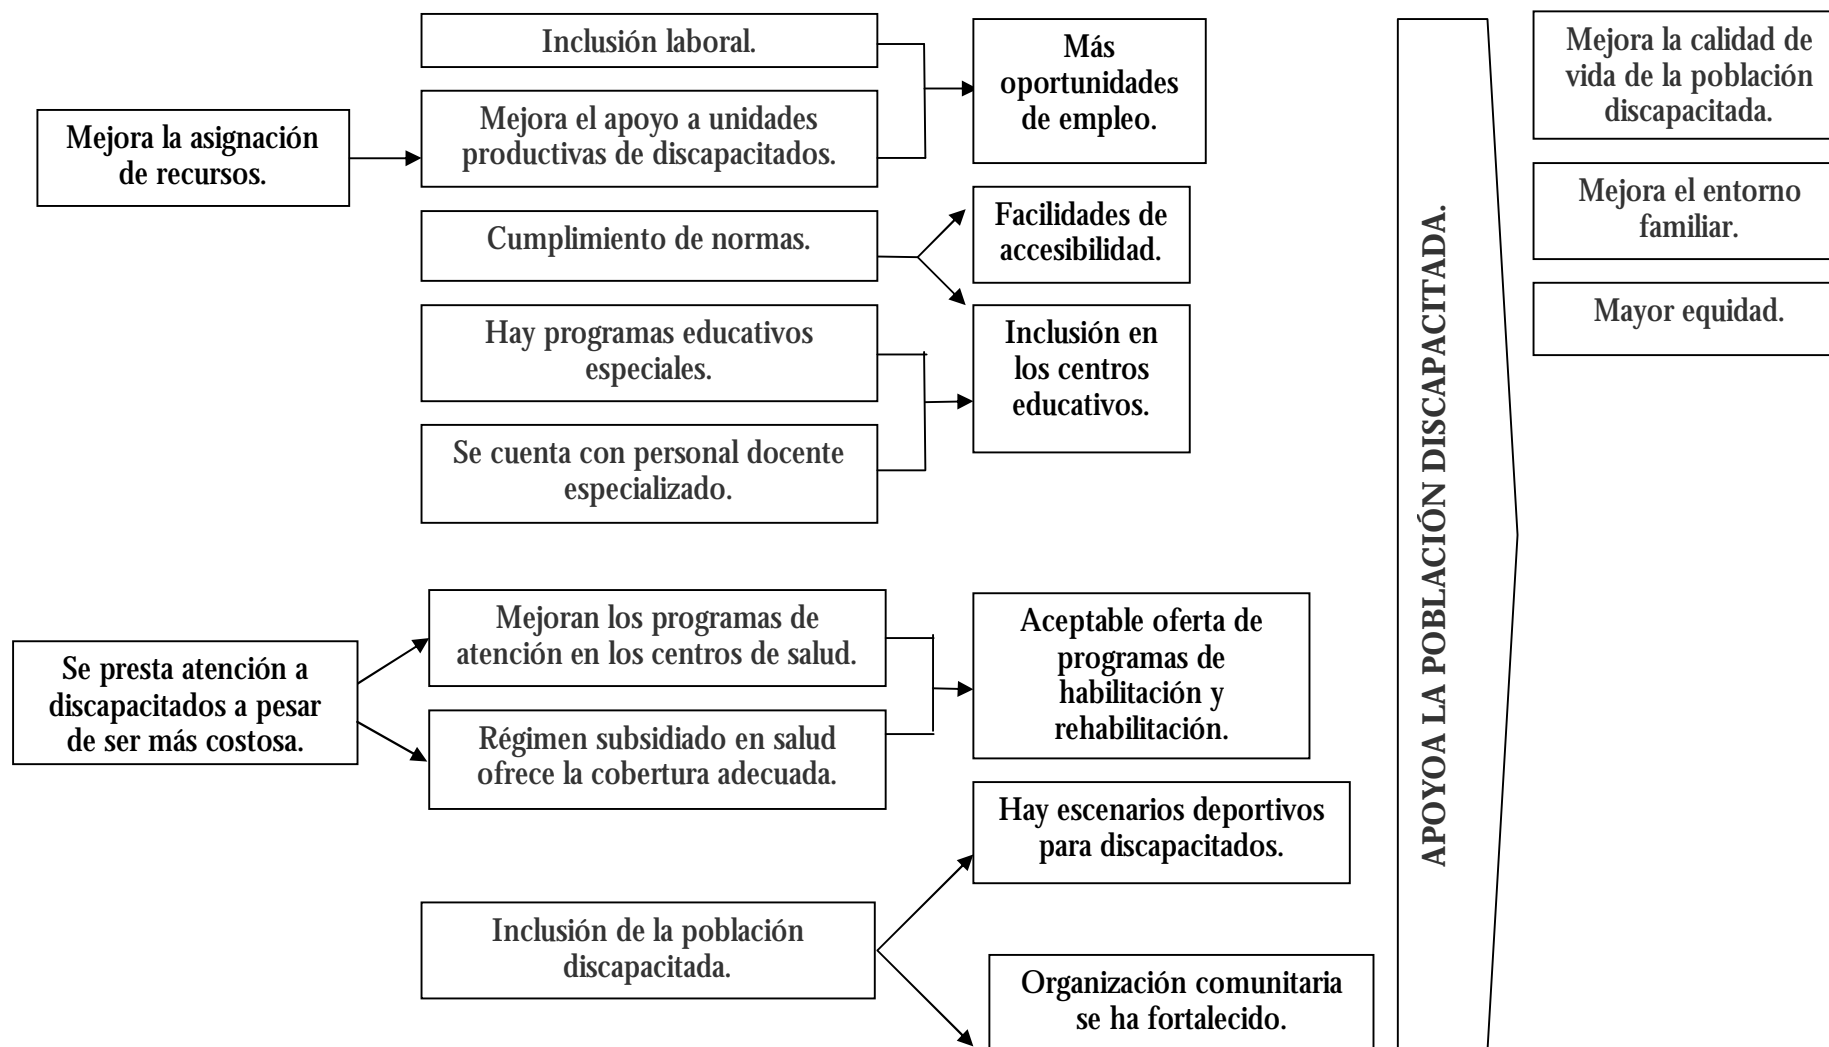 Mejora la asignación
de recursos.
Inclusión laboral.
Mejora el apoyo a unidades
productivas de discapacitados.
Más
oportunidades
de empleo.
Cumplimiento de normas.
Facilidades de
accesibilidad.
Hay programas educativos
especiales.
Se cuenta con personal docente
especializado.
Inclusión en
los centros
educativos.
Se presta atención a
discapacitados a pesar
de ser más costosa.
Mejoran los programas de
atención en los centros de salud.
Régimen subsidiado en salud
ofrece la cobertura adecuada.
Aceptable oferta de
programas de
habilitación y
rehabilitación.
Inclusión de la población
discapacitada.
Hay escenarios deportivos
para discapacitados.
Organización comunitaria
se ha fortalecido.
APOYOA LA POBLACIÓN DISCAPACITADA.
Mejora la calidad de
vida de la población
discapacitada.
Mejora el entorno
familiar.
Mayor equidad.